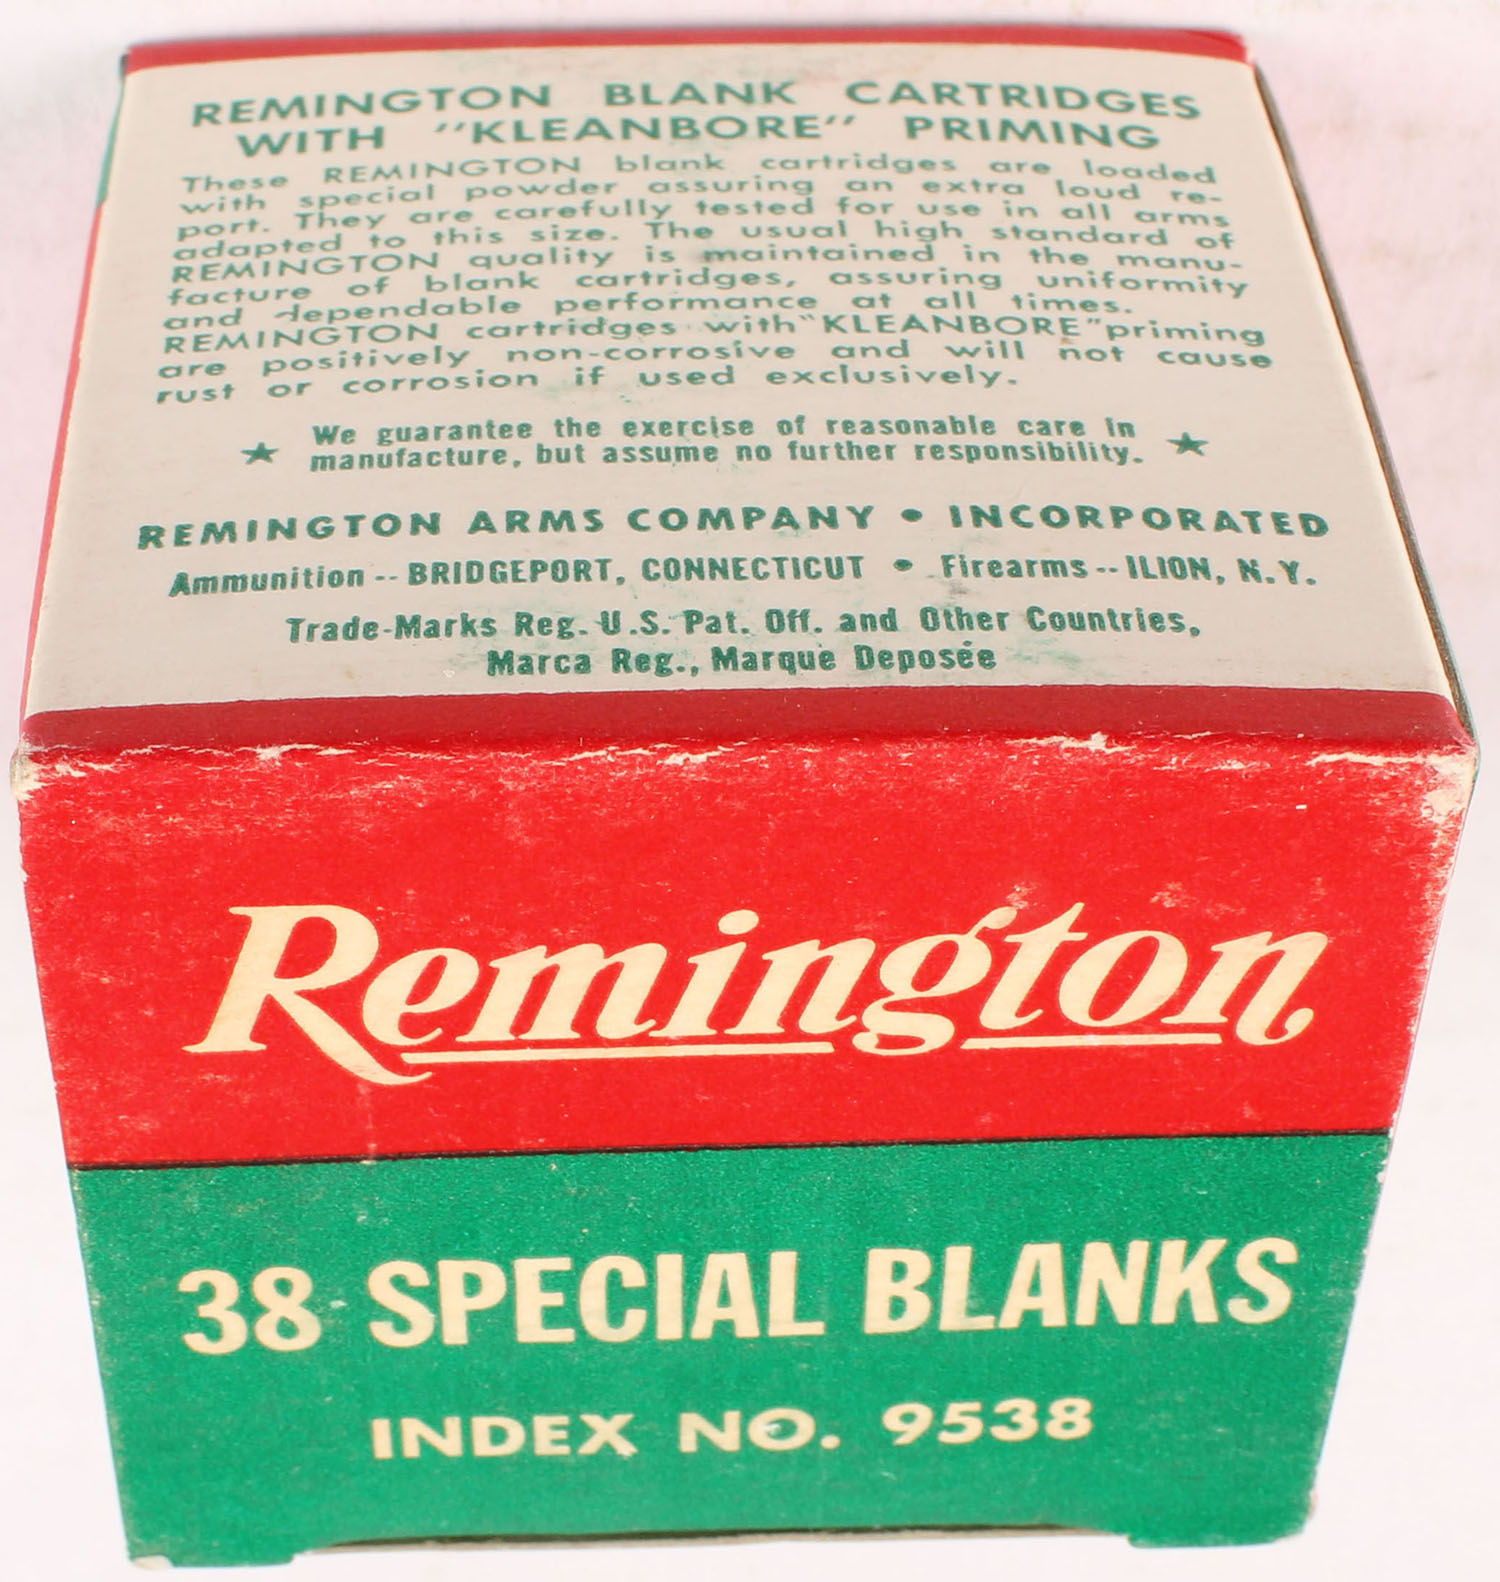 REMINGTON BLANK CARTRIDGES
WITH "KLEANBORE" PRIMING
These REMINGTON blank cartridges are loaded
with special powder assuring an extra loud re-
port. They are carefully tested for use in all arms
adapted to this size. The usual high standard of
REMINGTON quality is maintained in the manu-
facture of blank cartridges, assuring uniformity
and dependable performance at all times.
REMINGTON cartridges with "KLEANBORE" priming
are positively non-corrosive and will not cause
rust or corrosion if used exclusively.
★ We guarantee the exercise of reasonable care in ★
manufacture, but assume no further responsibility.
REMINGTON ARMS COMPANY • INCORPORATED
Ammunition -- BRIDGEPORT, CONNECTICUT • Firearms -- ILION, N.Y.
Trade-Marks Reg. U.S. Pat. Off. and Other Countries,
Marca Reg., Marque Deposée
Remington
38 SPECIAL BLANKS
INDEX NO. 9538